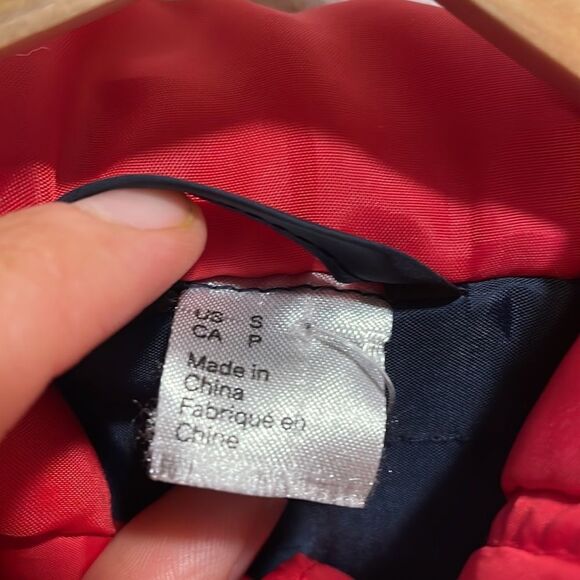 US S
CA P
Made in
China
Fabriqué en
Chine